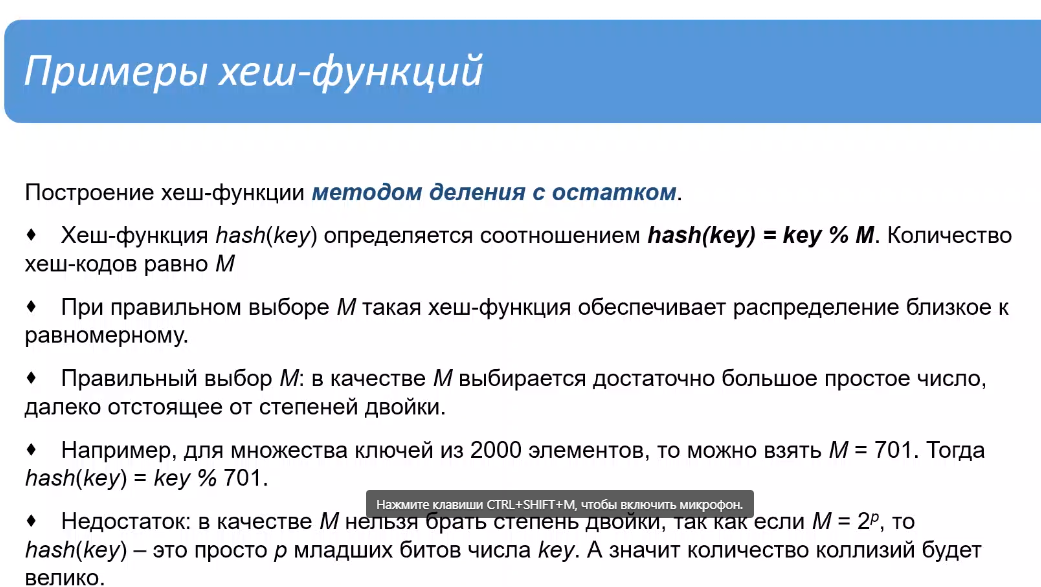 Примеры хеш-функций
Построение хеш-функции методом деления с остатком.
♦ Хеш-функция hash(key) определяется соотношением hash(key) = key % M. Количество
хеш-кодов равно M
♦ При правильном выборе M такая хеш-функция обеспечивает распределение близкое к
равномерному.
♦ Правильный выбор M: в качестве M выбирается достаточно большое простое число,
далеко отстоящее от степеней двойки.
♦ Например, для множества ключей из 2000 элементов, то можно взять M = 701. Тогда
hash(key) = key % 701.
Нажмите клавиши CTRL+SHIFT+M, чтобы включить микрофон.
♦ Недостаток: в качестве M нельзя брать степень двойки, так как если M = 2ᵖ, то
hash(key) – это просто p младших битов числа key. А значит количество коллизий будет
велико.